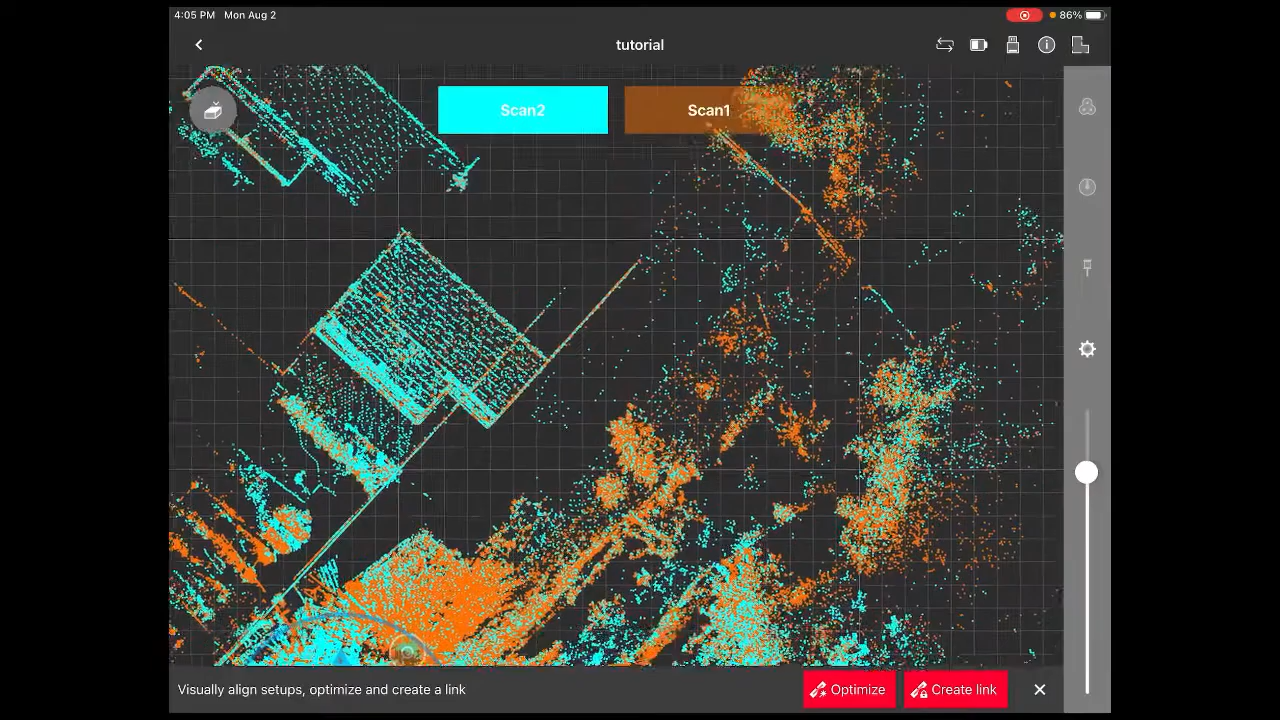 4:05 PM Mon Aug 2
86%
tutorial
Scan2
Scan1
Visually align setups, optimize and create a link
Optimize
Create link